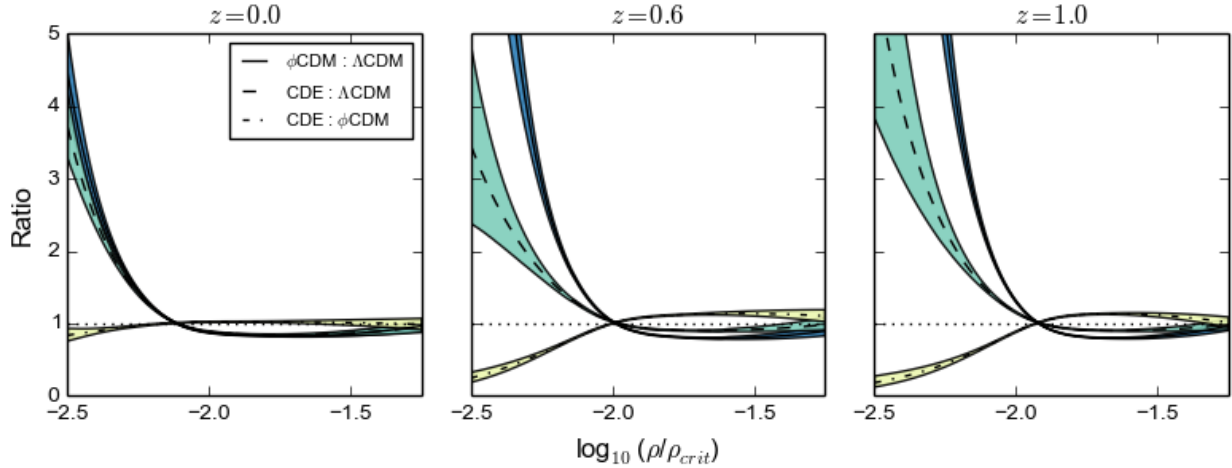 z=0.0
z=0.6
z=1.0
Ratio
5
4
3
2
1
0
ϕCDM : ΛCDM
CDE : ΛCDM
CDE : ϕCDM
−2.5 −2.0 −1.5
−2.5 −2.0 −1.5
−2.5 −2.0 −1.5
log₁₀ (ρ/ρ_crit)